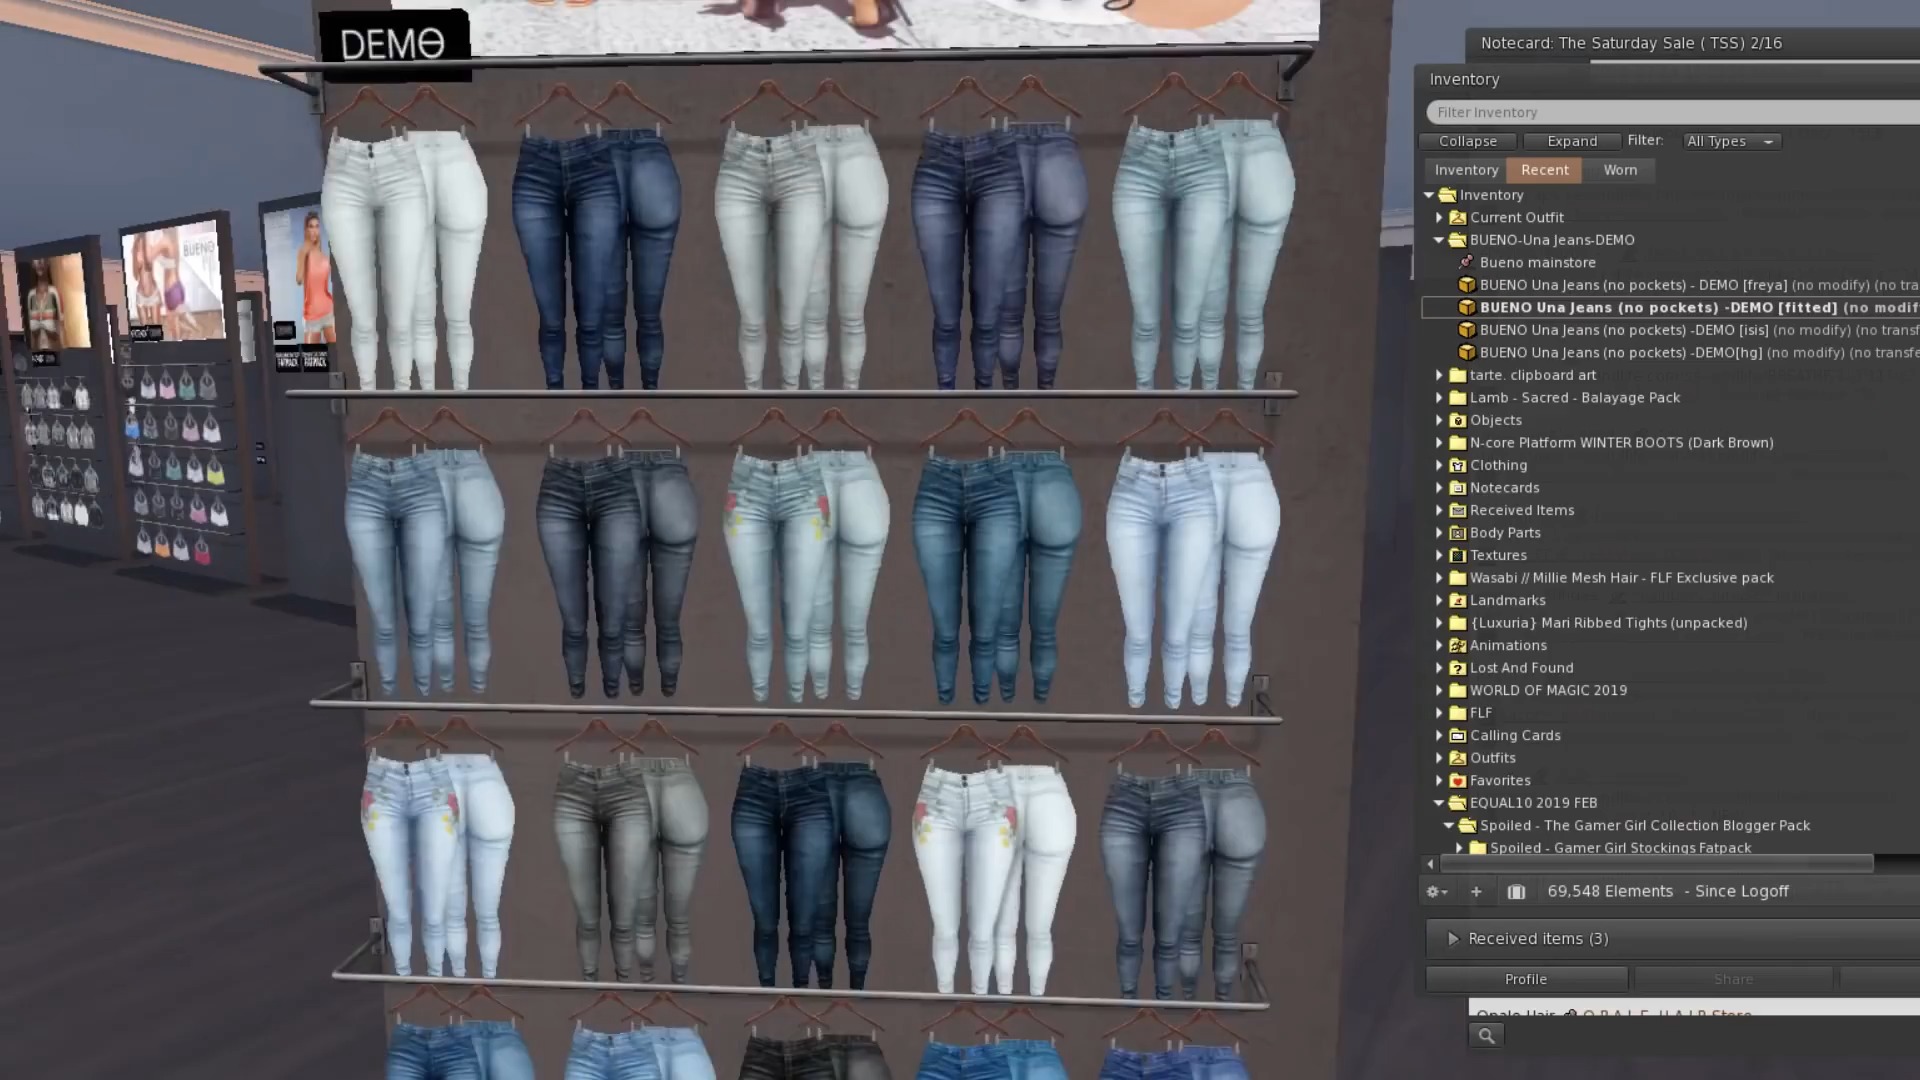 DEMO
BUENO
Notecard: The Saturday Sale ( TSS) 2/16
Inventory
Filter Inventory
Collapse
Expand
Filter:
All Types
Inventory
Recent
Worn
Inventory
Current Outfit
BUENO-Una Jeans-DEMO
Bueno mainstore
BUENO Una Jeans (no pockets) - DEMO [freya] (no modify) (no tra
BUENO Una Jeans (no pockets) -DEMO [fitted] (no modif
BUENO Una Jeans (no pockets) -DEMO [isis] (no modify) (no transf
BUENO Una Jeans (no pockets) -DEMO[hg] (no modify) (no transfe
tarte. clipboard art
Lamb - Sacred - Balayage Pack
Objects
N-core Platform WINTER BOOTS (Dark Brown)
Clothing
Notecards
Received Items
Body Parts
Textures
Wasabi // Millie Mesh Hair - FLF Exclusive pack
Landmarks
{Luxuria} Mari Ribbed Tights (unpacked)
Animations
Lost And Found
WORLD OF MAGIC 2019
FLF
Calling Cards
Outfits
Favorites
EQUAL10 2019 FEB
Spoiled - The Gamer Girl Collection Blogger Pack
Spoiled - Gamer Girl Stockings Fatpack
69,548 Elements - Since Logoff
Received items (3)
Profile
Share